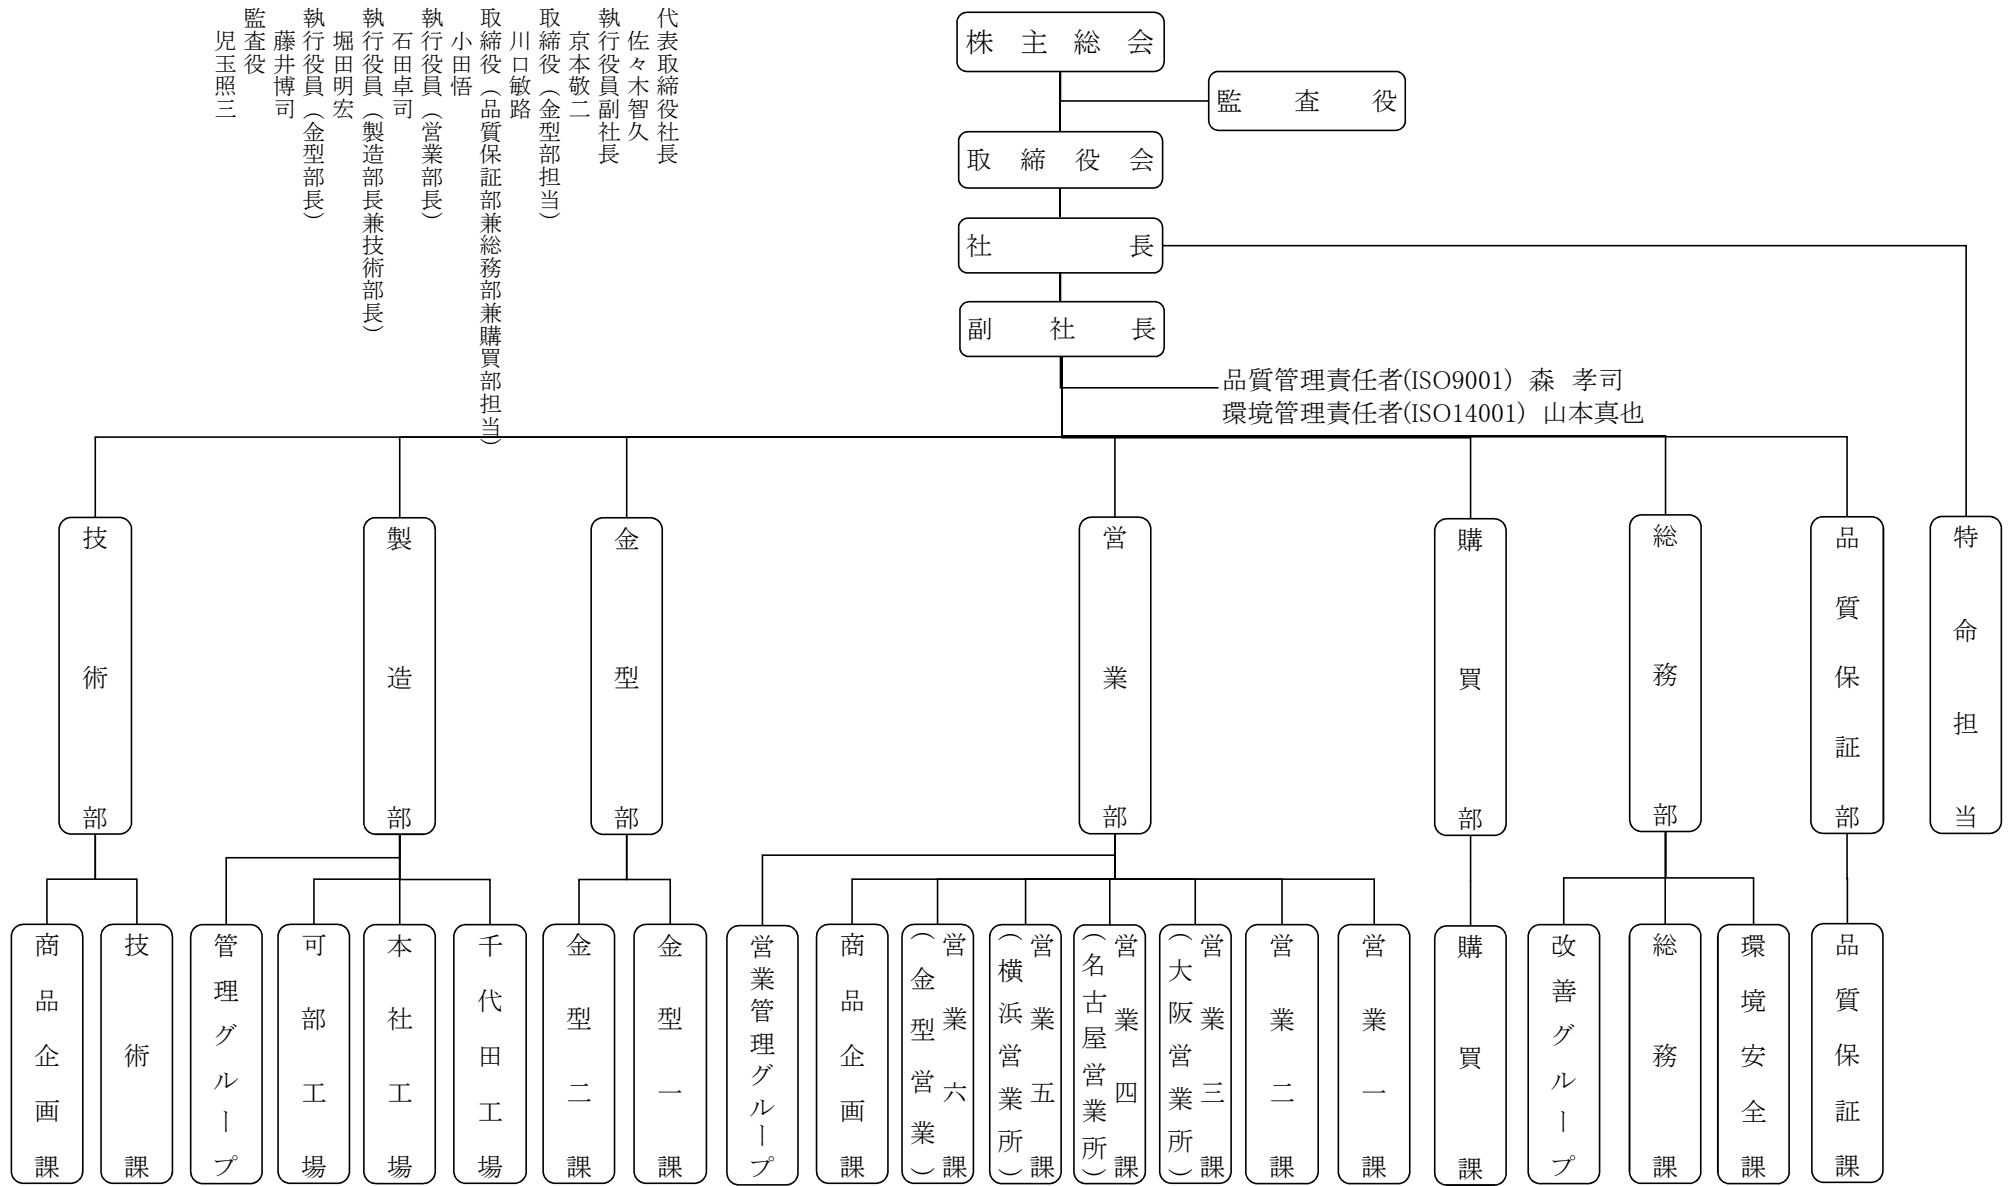 代表取締役社長
佐々木智久
執行役員副社長
京本敬二
取締役（金型部担当）
川口敏路
取締役（品質保証部兼総務部兼購買部担当）
小田悟
執行役員（営業部長）
石田卓司
執行役員（製造部長兼技術部長）
堀田明宏
執行役員（金型部長）
藤井博司
監査役
児玉照三
株主総会
監査役
取締役会
社長
副社長
品質管理責任者(ISO9001) 森 孝司
環境管理責任者(ISO14001) 山本真也
特命担当
品質保証部
総務部
購買部
営業部
金型部
製造部
技術部
品質保証課
環境安全課
総務課
改善グループ
購買課
営業一課
営業二課
営業三課
（大阪営業所）
営業四課
（名古屋営業所）
営業五課
（横浜営業所）
営業六課
（金型営業）
商品企画課
営業管理グループ
金型一課
金型二課
千代田工場
本社工場
可部工場
管理グループ
技術課
商品企画課